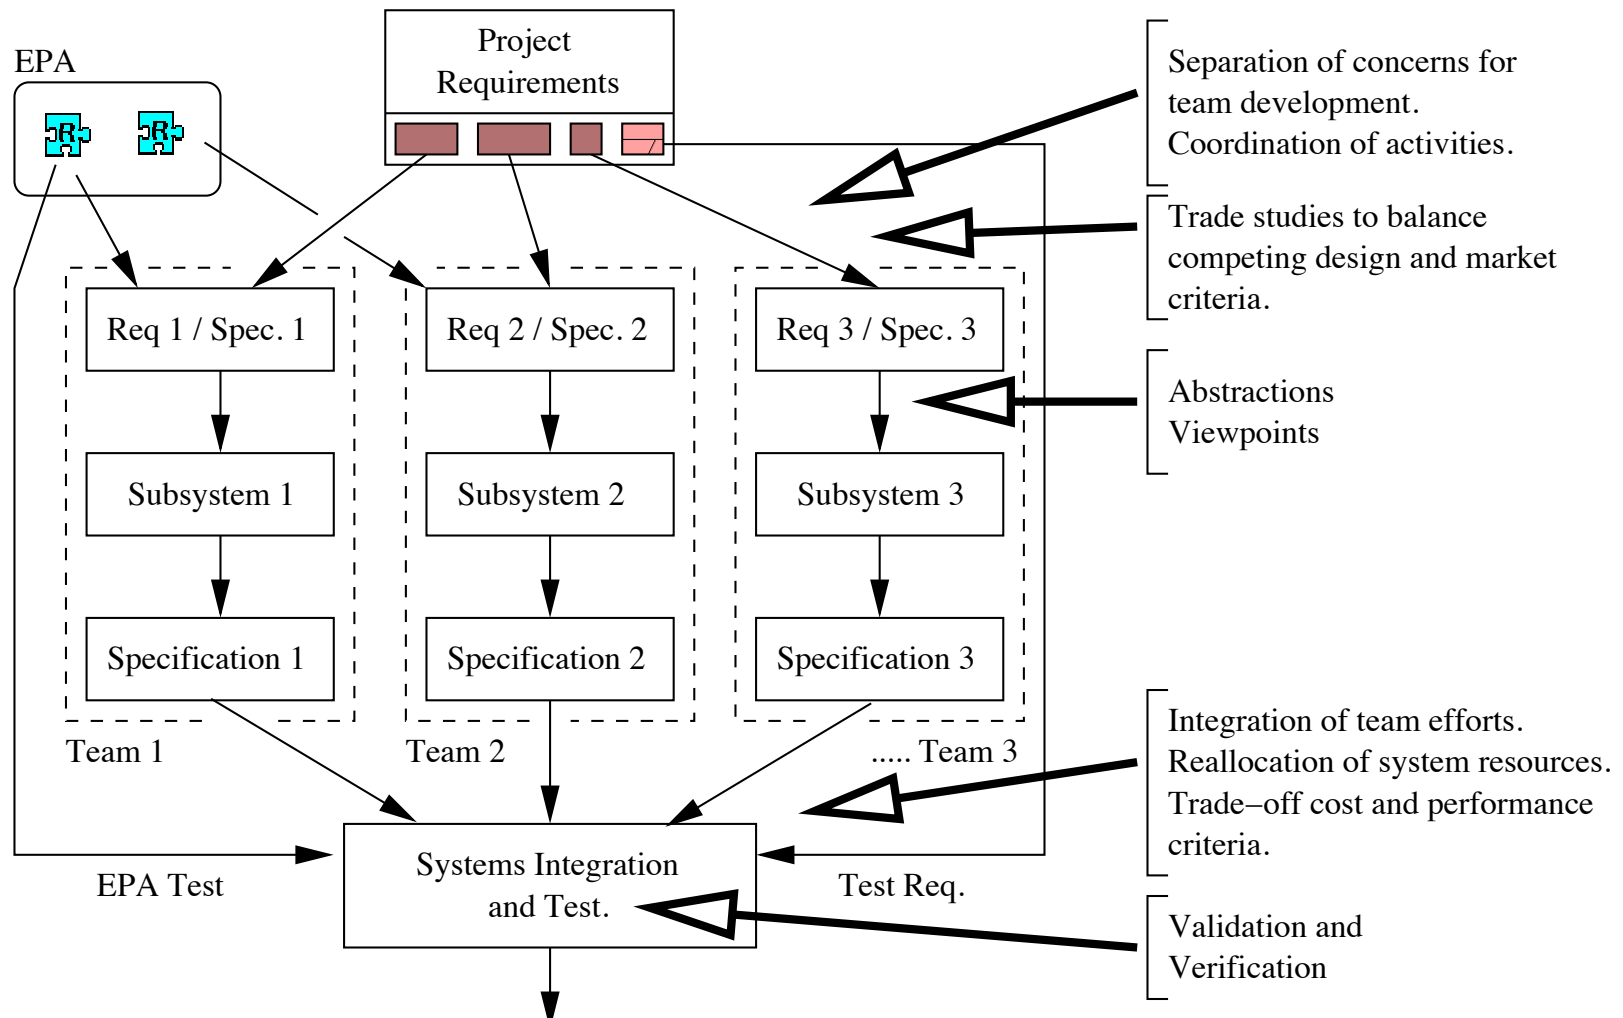 EPA
R
R
Project
Requirements
Separation of concerns for
team development.
Coordination of activities.
Trade studies to balance
competing design and market
criteria.
Req 1 / Spec. 1
Req 2 / Spec. 2
Req 3 / Spec. 3
Abstractions
Viewpoints
Subsystem 1
Subsystem 2
Subsystem 3
Specification 1
Specification 2
Specification 3
Team 1
Team 2
..... Team 3
Integration of team efforts.
Reallocation of system resources.
Trade−off cost and performance
criteria.
Systems Integration
and Test.
EPA Test
Test Req.
Validation and
Verification